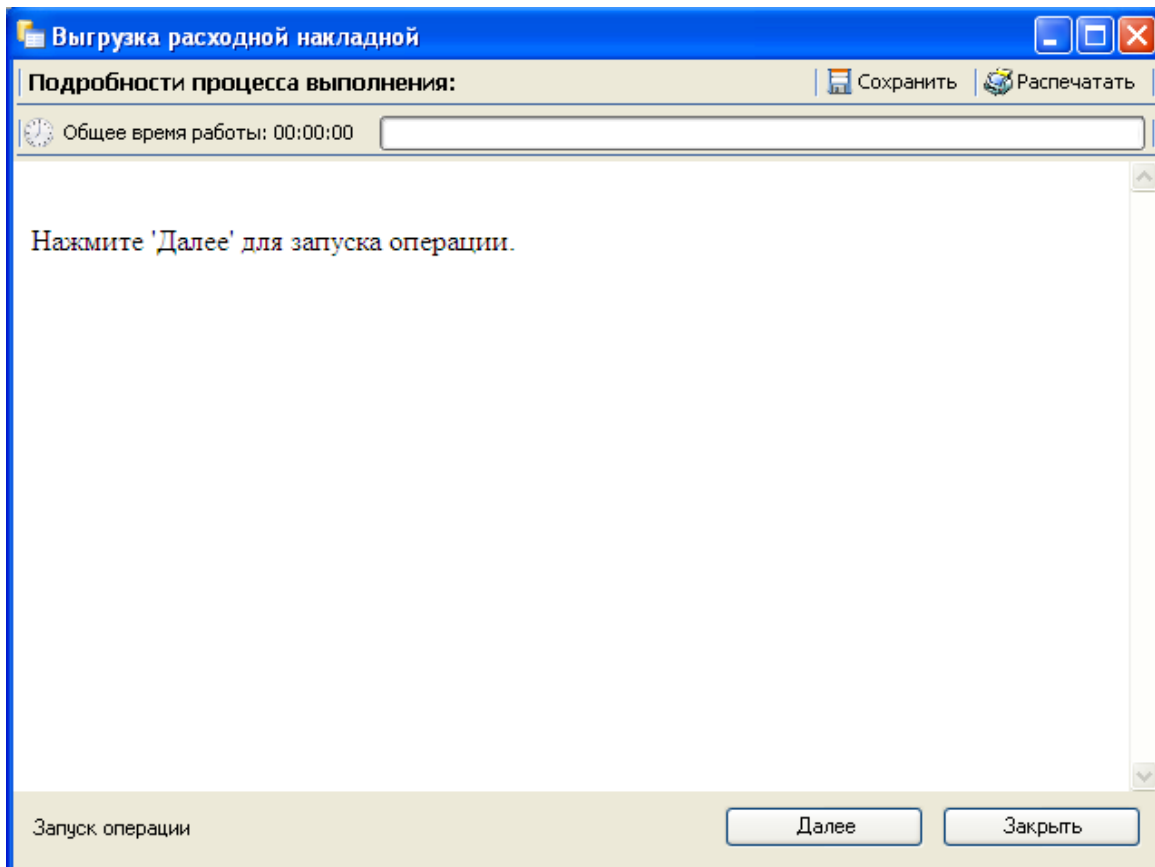 Выгрузка расходной накладной
Подробности процесса выполнения: Сохранить Распечатать
Общее время работы: 00:00:00
Нажмите 'Далее' для запуска операции.
Запуск операции Далее Закрыть